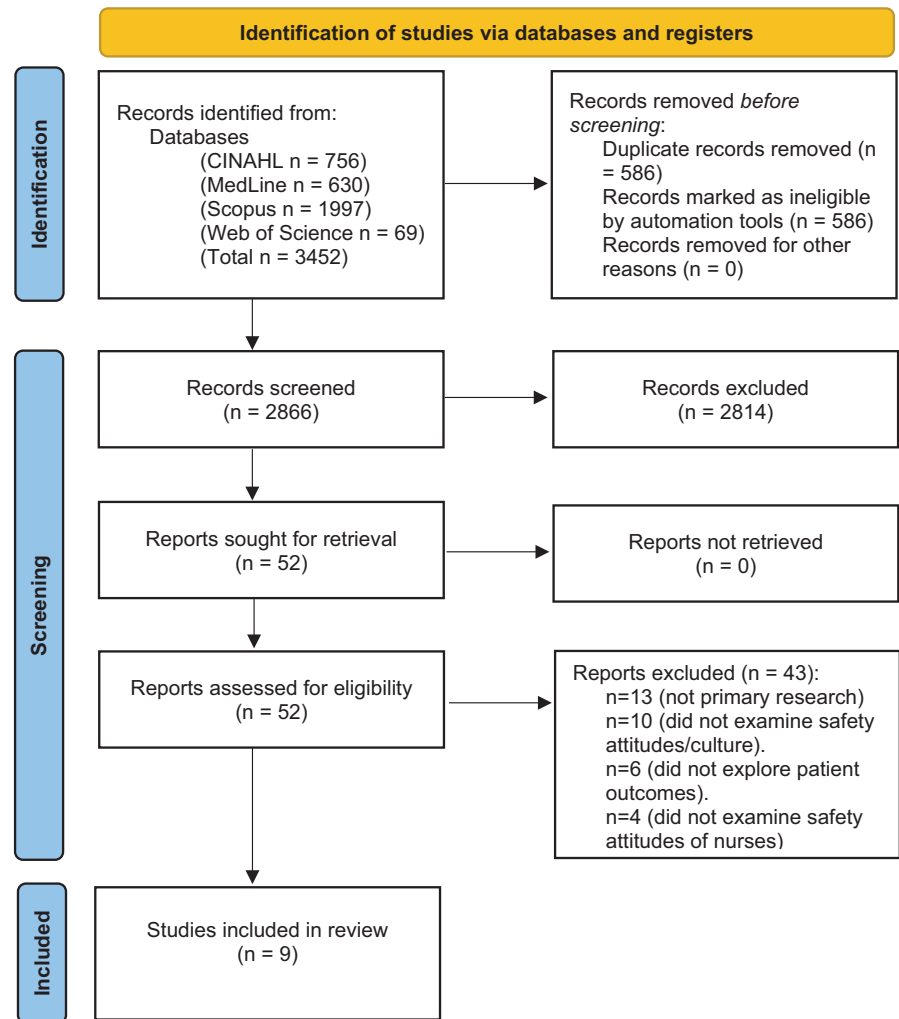 Identification of studies via databases and registers
Identification
Records identified from:
Databases
(CINAHL n = 756)
(MedLine n = 630)
(Scopus n = 1997)
(Web of Science n = 69)
(Total n = 3452)
Records removed before
screening:
Duplicate records removed (n
= 586)
Records marked as ineligible
by automation tools (n = 586)
Records removed for other
reasons (n = 0)
Screening
Records screened
(n = 2866)
Records excluded
(n = 2814)
Reports sought for retrieval
(n = 52)
Reports not retrieved
(n = 0)
Reports assessed for eligibility
(n = 52)
Reports excluded (n = 43):
n=13 (not primary research)
n=10 (did not examine safety
attitudes/culture).
n=6 (did not explore patient
outcomes).
n=4 (did not examine safety
attitudes of nurses)
Included
Studies included in review
(n = 9)